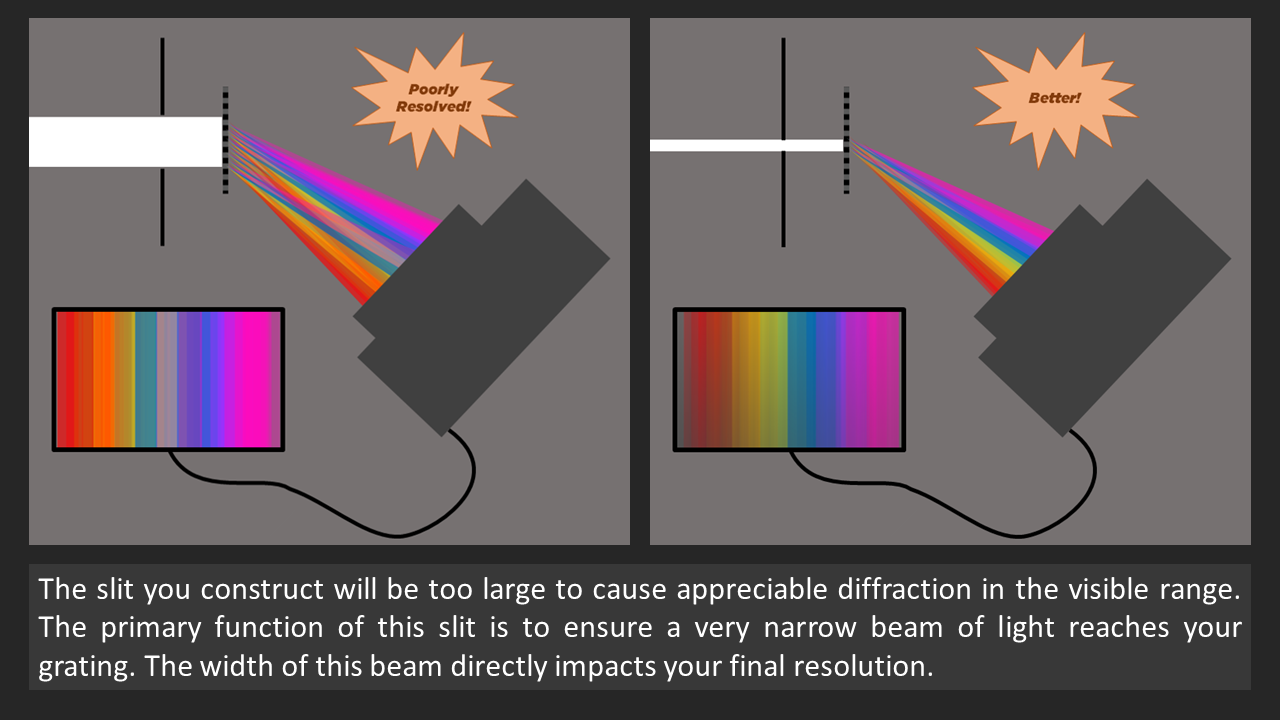 Poorly
Resolved!
Better!
The slit you construct will be too large to cause appreciable diffraction in the visible range.
The primary function of this slit is to ensure a very narrow beam of light reaches your
grating. The width of this beam directly impacts your final resolution.